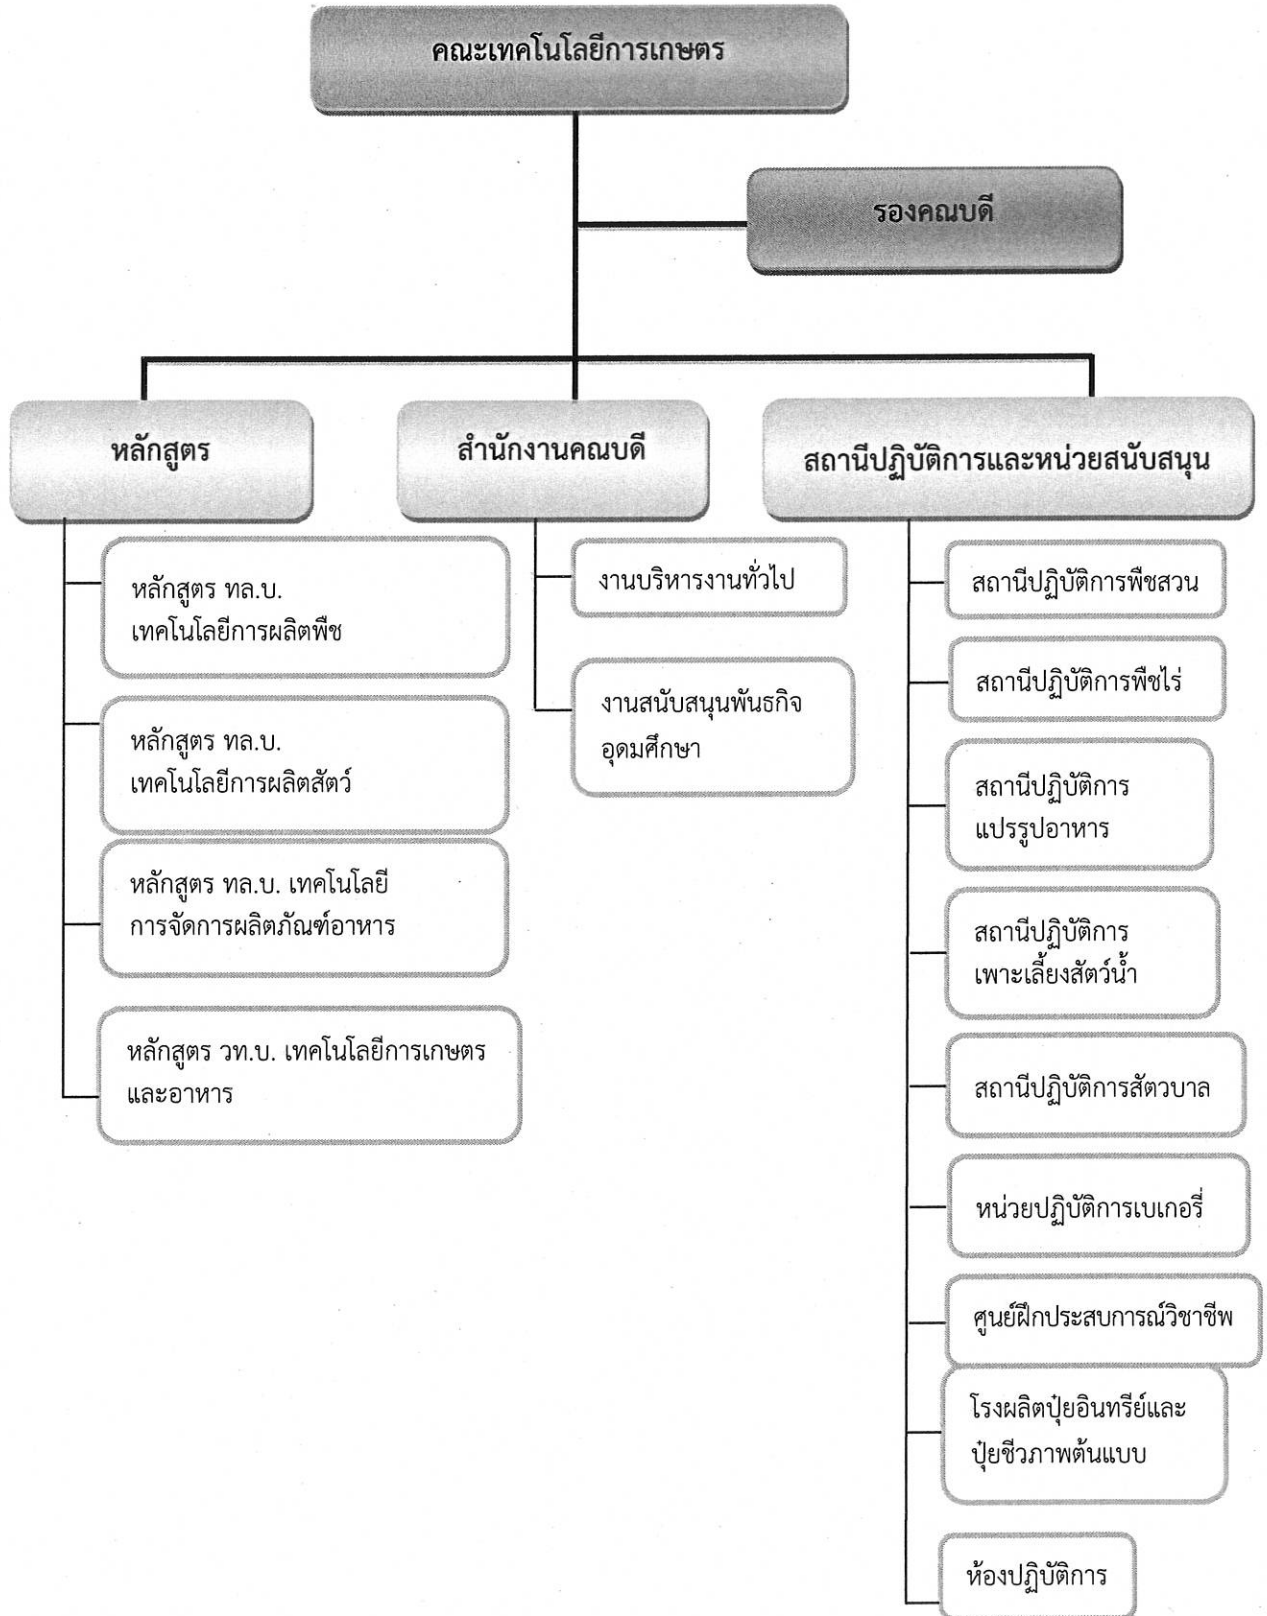 คณะเทคโนโลยีการเกษตร
รองคณบดี
หลักสูตร
หลักสูตร ทล.บ.
เทคโนโลยีการผลิตพืช
หลักสูตร ทล.บ.
เทคโนโลยีการผลิตสัตว์
หลักสูตร ทล.บ. เทคโนโลยี
การจัดการผลิตภัณฑ์อาหาร
หลักสูตร วท.บ. เทคโนโลยีการเกษตร
และอาหาร
สำนักงานคณบดี
งานบริหารงานทั่วไป
งานสนับสนุนพันธกิจ
อุดมศึกษา
สถานีปฏิบัติการและหน่วยสนับสนุน
สถานีปฏิบัติการพืชสวน
สถานีปฏิบัติการพืชไร่
สถานีปฏิบัติการ
แปรรูปอาหาร
สถานีปฏิบัติการ
เพาะเลี้ยงสัตว์น้ำ
สถานีปฏิบัติการสัตวบาล
หน่วยปฏิบัติการเบเกอรี่
ศูนย์ฝึกประสบการณ์วิชาชีพ
โรงผลิตปุ๋ยอินทรีย์และ
ปุ๋ยชีวภาพต้นแบบ
ห้องปฏิบัติการ